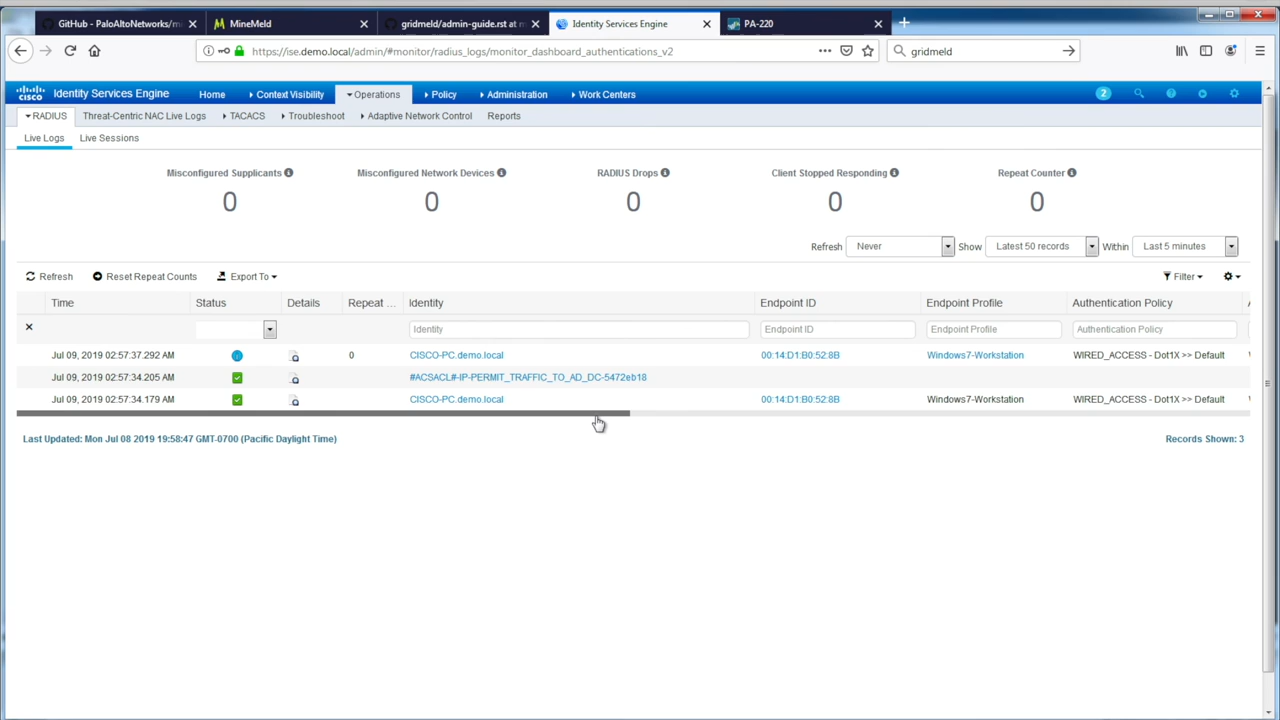 GitHub - PaloAltoNetworks/mi
MineMeld
gridmeld/admin-guide.rst at m
Identity Services Engine
PA-220
https://ise.demo.local/admin/#monitor/radius_logs/monitor_dashboard_authentications_v2
gridmeld
cisco Identity Services Engine Home Context Visibility Operations Policy Administration Work Centers 2
RADIUS Threat-Centric NAC Live Logs TACACS Troubleshoot Adaptive Network Control Reports
Live Logs Live Sessions
Misconfigured Supplicants Misconfigured Network Devices RADIUS Drops Client Stopped Responding Repeat Counter
0 0 0 0 0
Refresh Never Show Latest 50 records Within Last 5 minutes
Refresh Reset Repeat Counts Export To Filter
Time Status Details Repeat ... Identity Endpoint ID Endpoint Profile Authentication Policy
Identity Endpoint ID Endpoint Profile Authentication Policy
Jul 09, 2019 02:57:37.292 AM 0 CISCO-PC.demo.local 00:14:D1:B0:52:8B Windows7-Workstation WIRED_ACCESS - Dot1X >> Default
Jul 09, 2019 02:57:34.205 AM #ACSACL#-IP-PERMIT_TRAFFIC_TO_AD_DC-5472eb18
Jul 09, 2019 02:57:34.179 AM CISCO-PC.demo.local 00:14:D1:B0:52:8B Windows7-Workstation WIRED_ACCESS - Dot1X >> Default
Last Updated: Mon Jul 08 2019 19:58:47 GMT-0700 (Pacific Daylight Time) Records Shown: 3